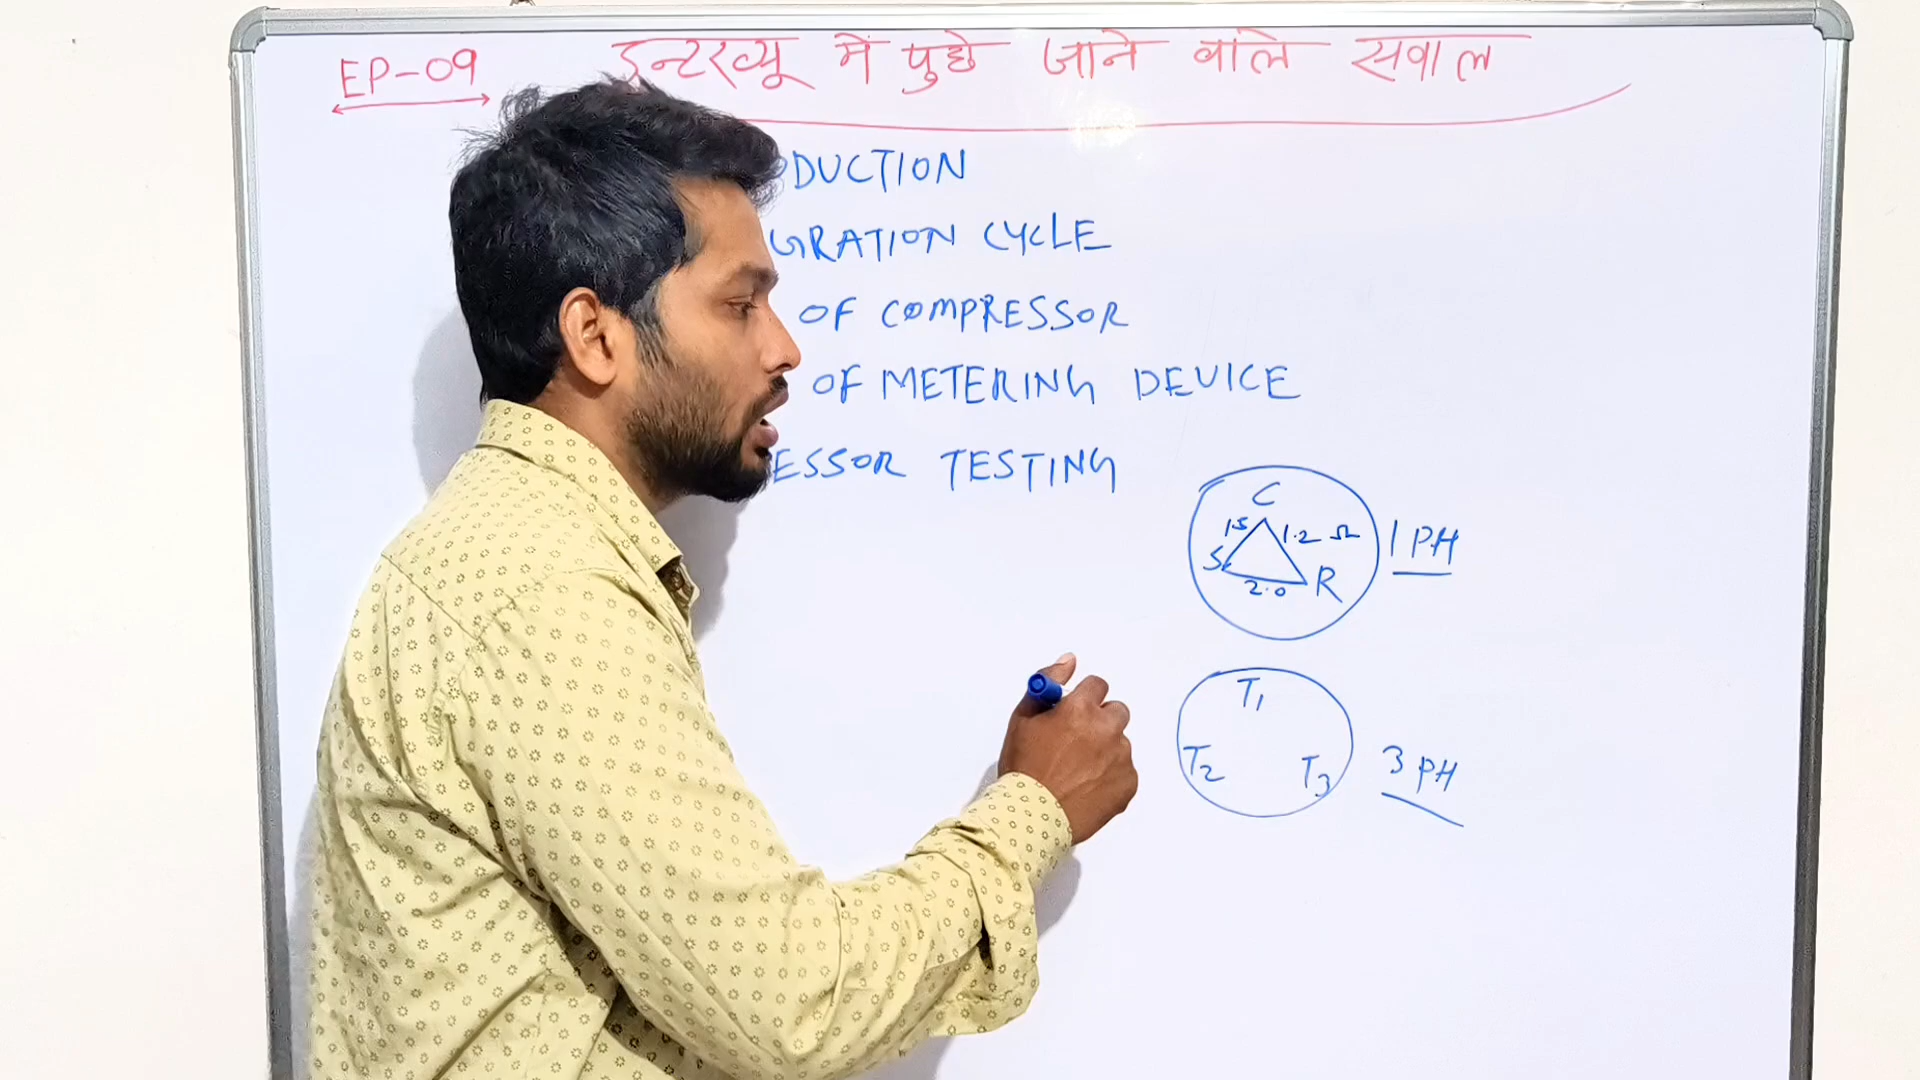 EP-09 इन्टरव्यू में पुछे जाने वाले सवाल
DUCTION
GRATION CYCLE
OF COMPRESSOR
OF METERING DEVICE
ESSOR TESTING
C
1.5 1.2 Ω
S R
2.0
1 PH
T1
T2 T3
3 PH